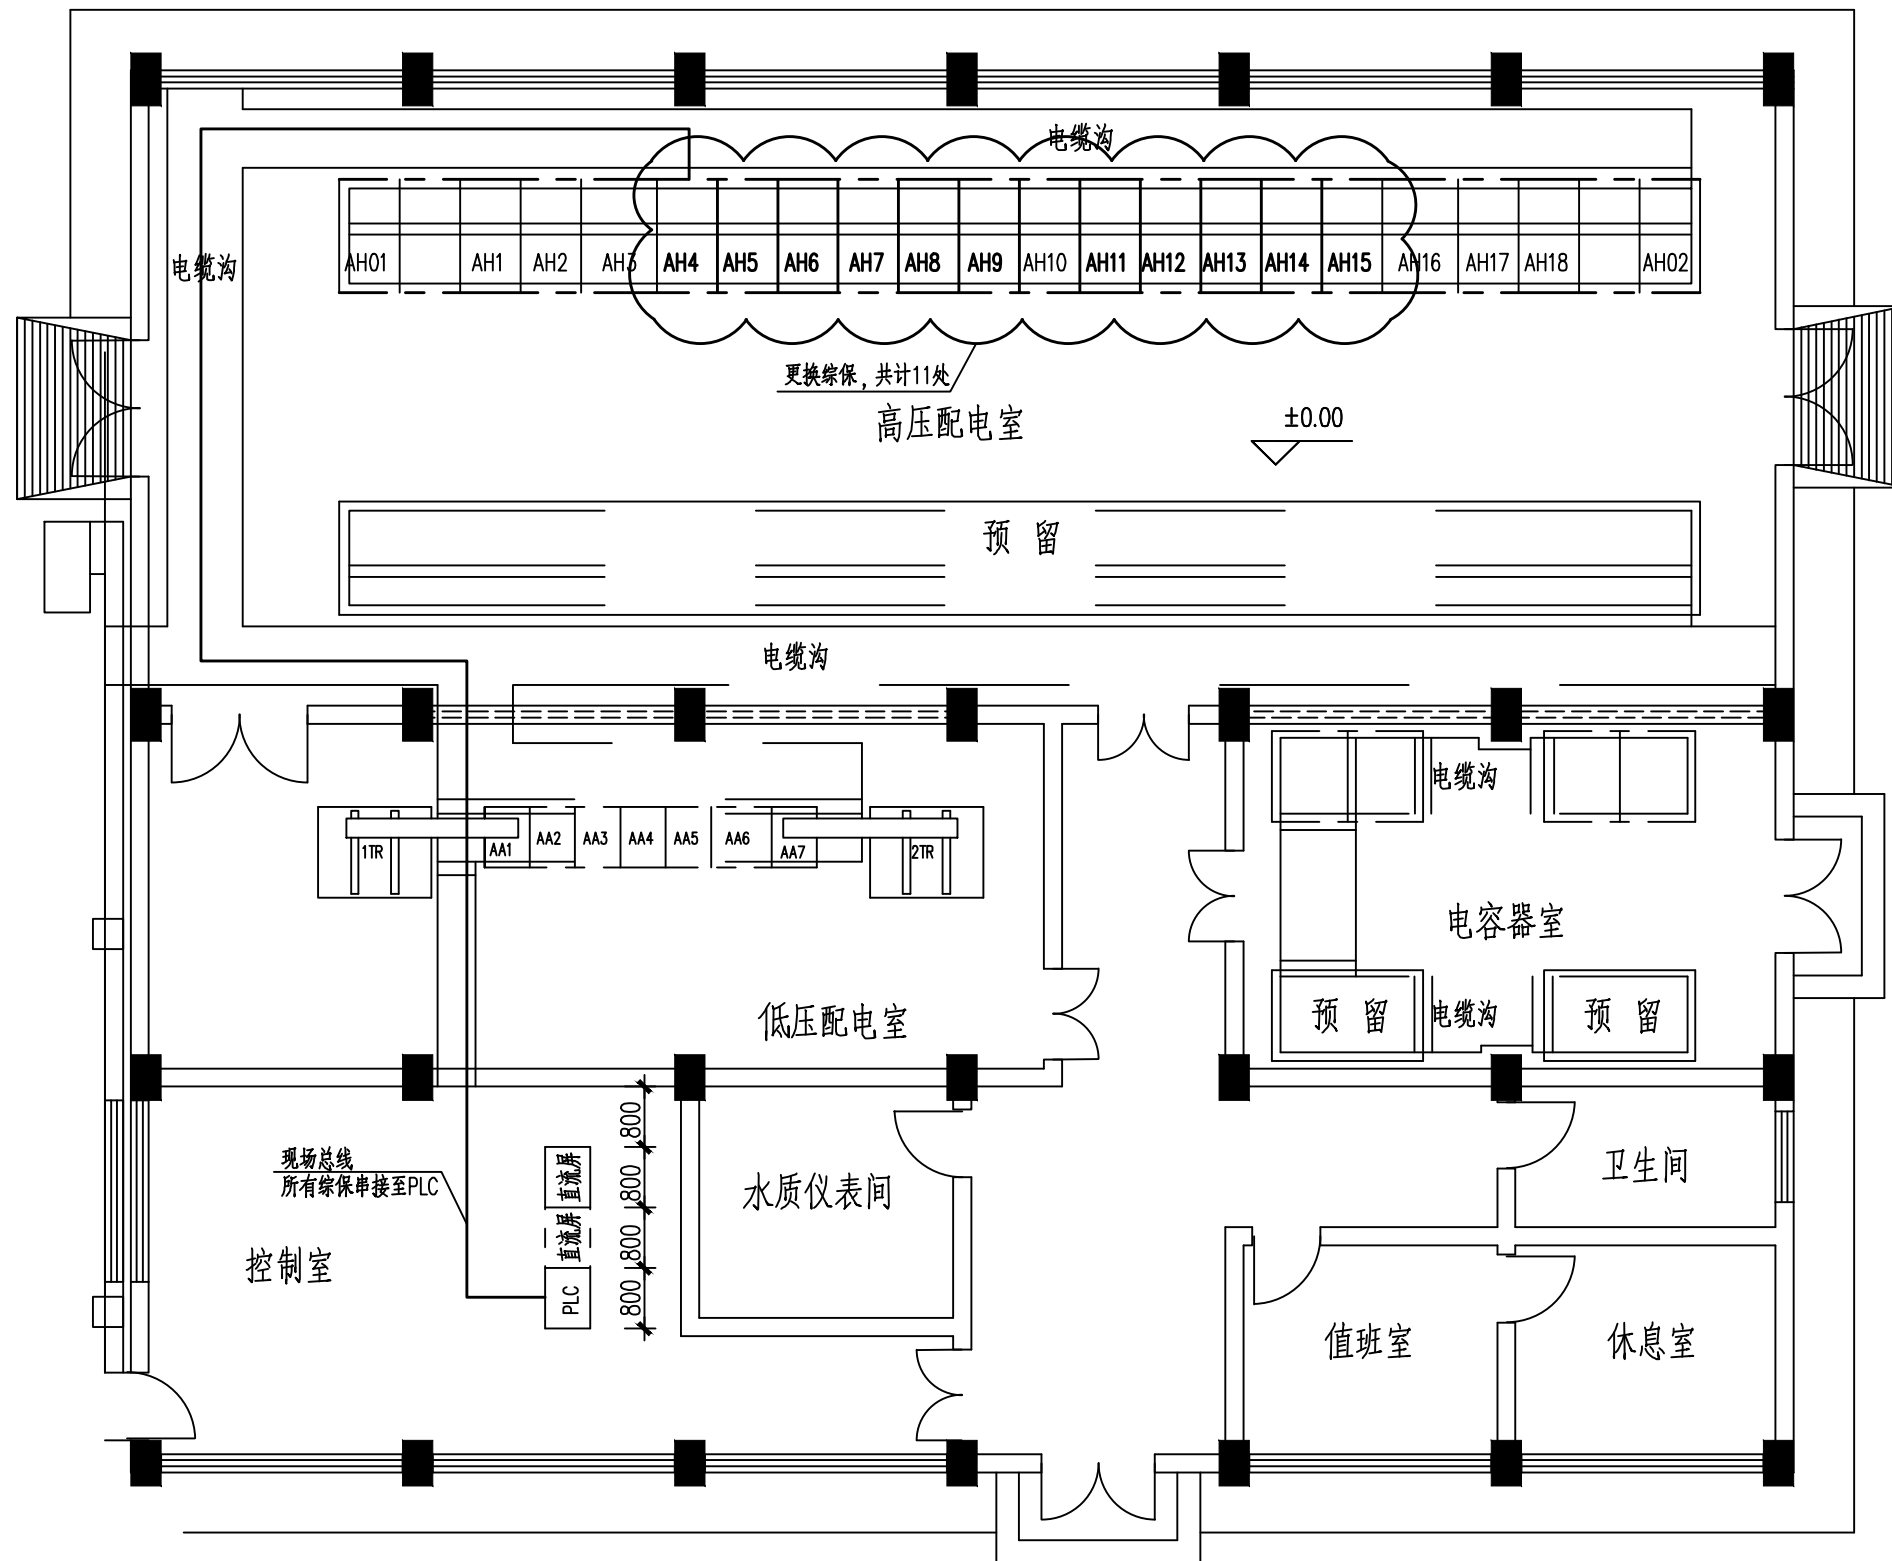 电缆沟
电缆沟
AH01
AH1
AH2
AH3
AH4
AH5
AH6
AH7
AH8
AH9
AH10
AH11
AH12
AH13
AH14
AH15
AH16
AH17
AH18
AH02
更换综保，共计11处
高压配电室
±0.00
预 留
电缆沟
电缆沟
1TR
AA1
AA2
AA3
AA4
AA5
AA6
AA7
2TR
电容器室
低压配电室
预 留
电缆沟
预 留
800
800
800
800
现场总线
所有综保串接至PLC
直流屏
直流屏
PLC
水质仪表间
卫生间
控制室
值班室
休息室